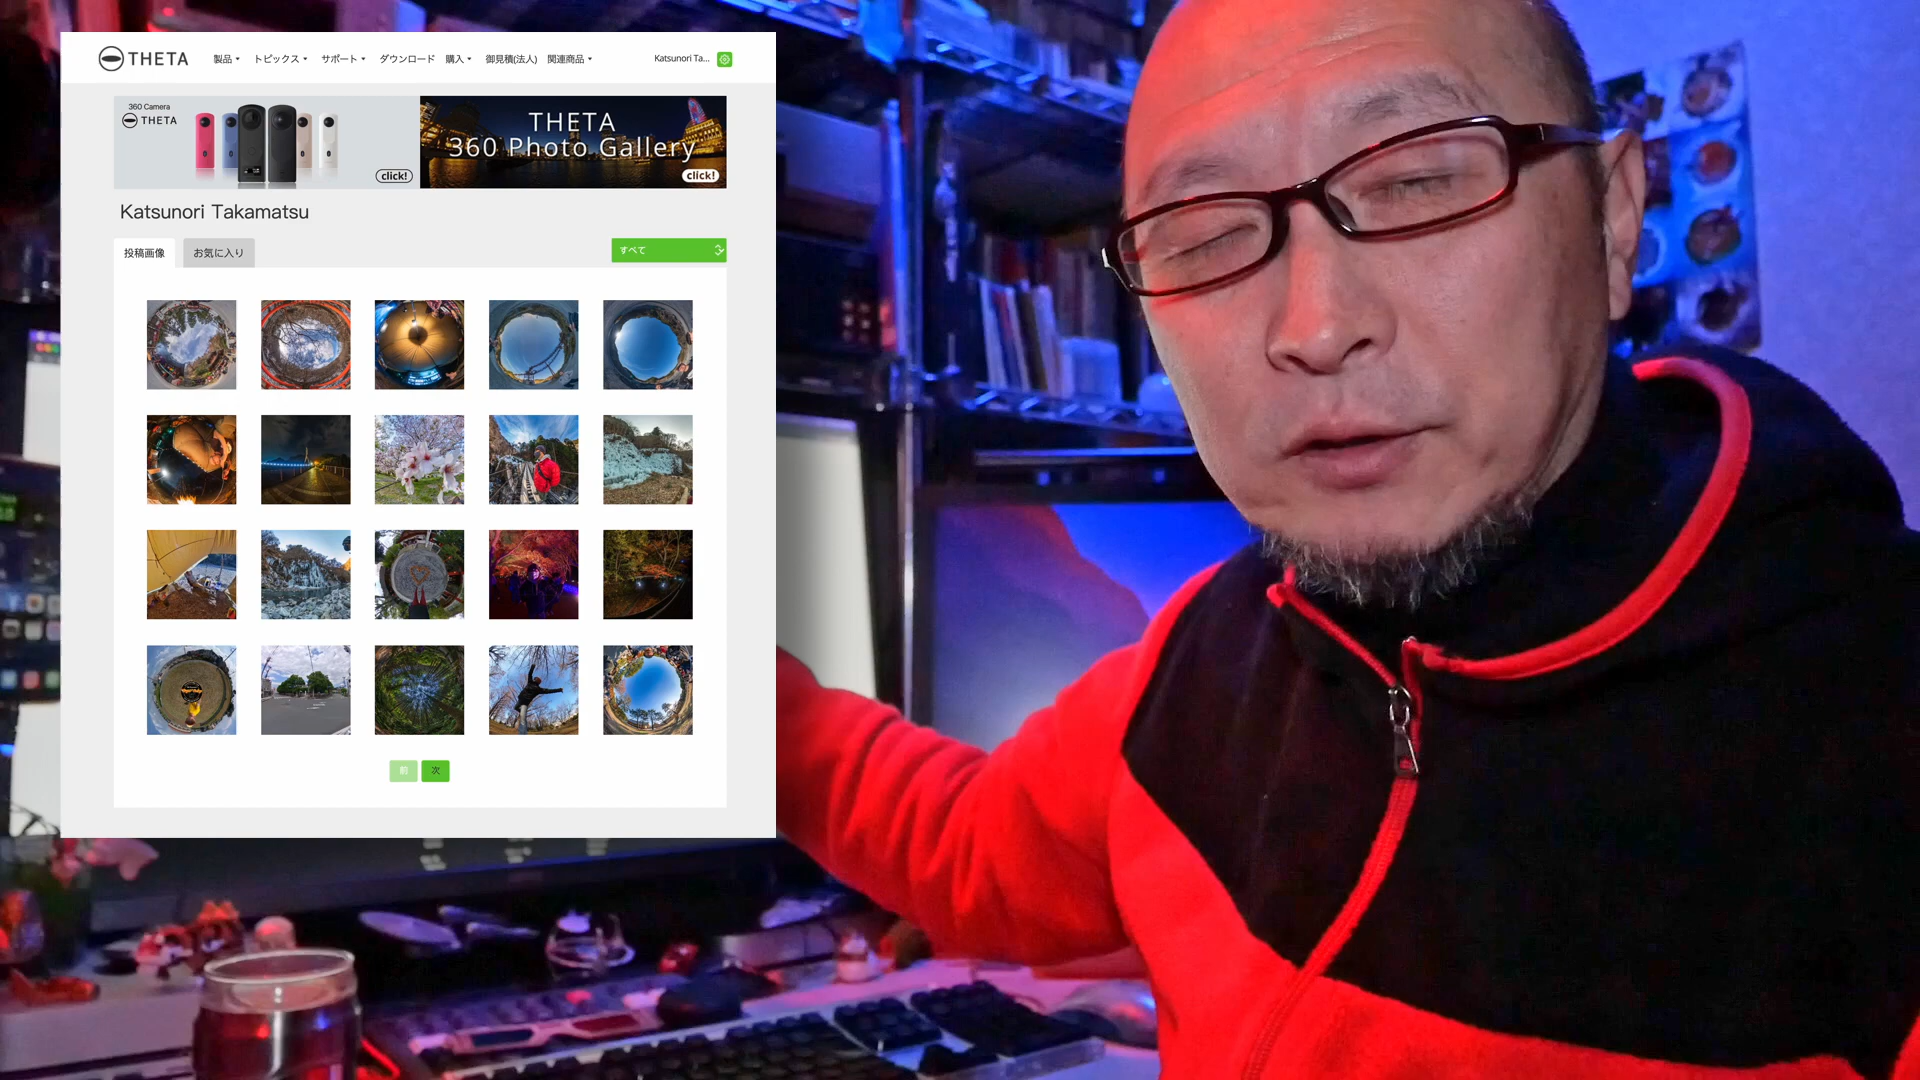 THETA 製品 トピックス サポート ダウンロード 購入 御見積(法人) 関連商品 Katsunori Ta...
360 Camera
THETA
click!
THETA
360 Photo Gallery
click!
Katsunori Takamatsu
投稿画像 お気に入り すべて
前 次